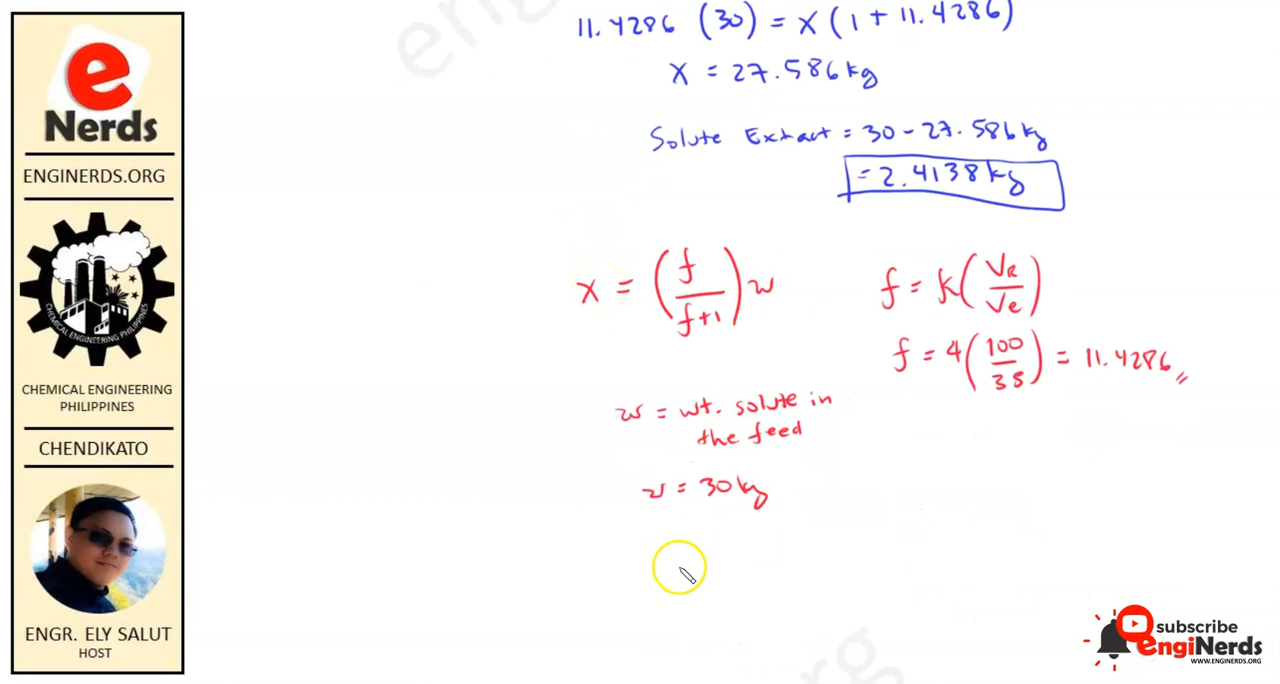 e
Nerds
ENGINERDS.ORG
CHEMICAL ENGINEERING PHILIPPINES
CHEMICAL ENGINEERING
PHILIPPINES
CHENDIKATO
ENGR. ELY SALUT
HOST
11.4286 (30) = x (1 + 11.4286)
x = 27.586 kg
Solute Extract = 30 - 27.586 kg
= 2.4138 kg
x = (f / f+1) w
f = k (VR / Ve)
f = 4 (100 / 35) = 11.4286
w = wt. solute in
the feed
w = 30 kg
subscribe
engiNerds
WWW.ENGINERDS.ORG